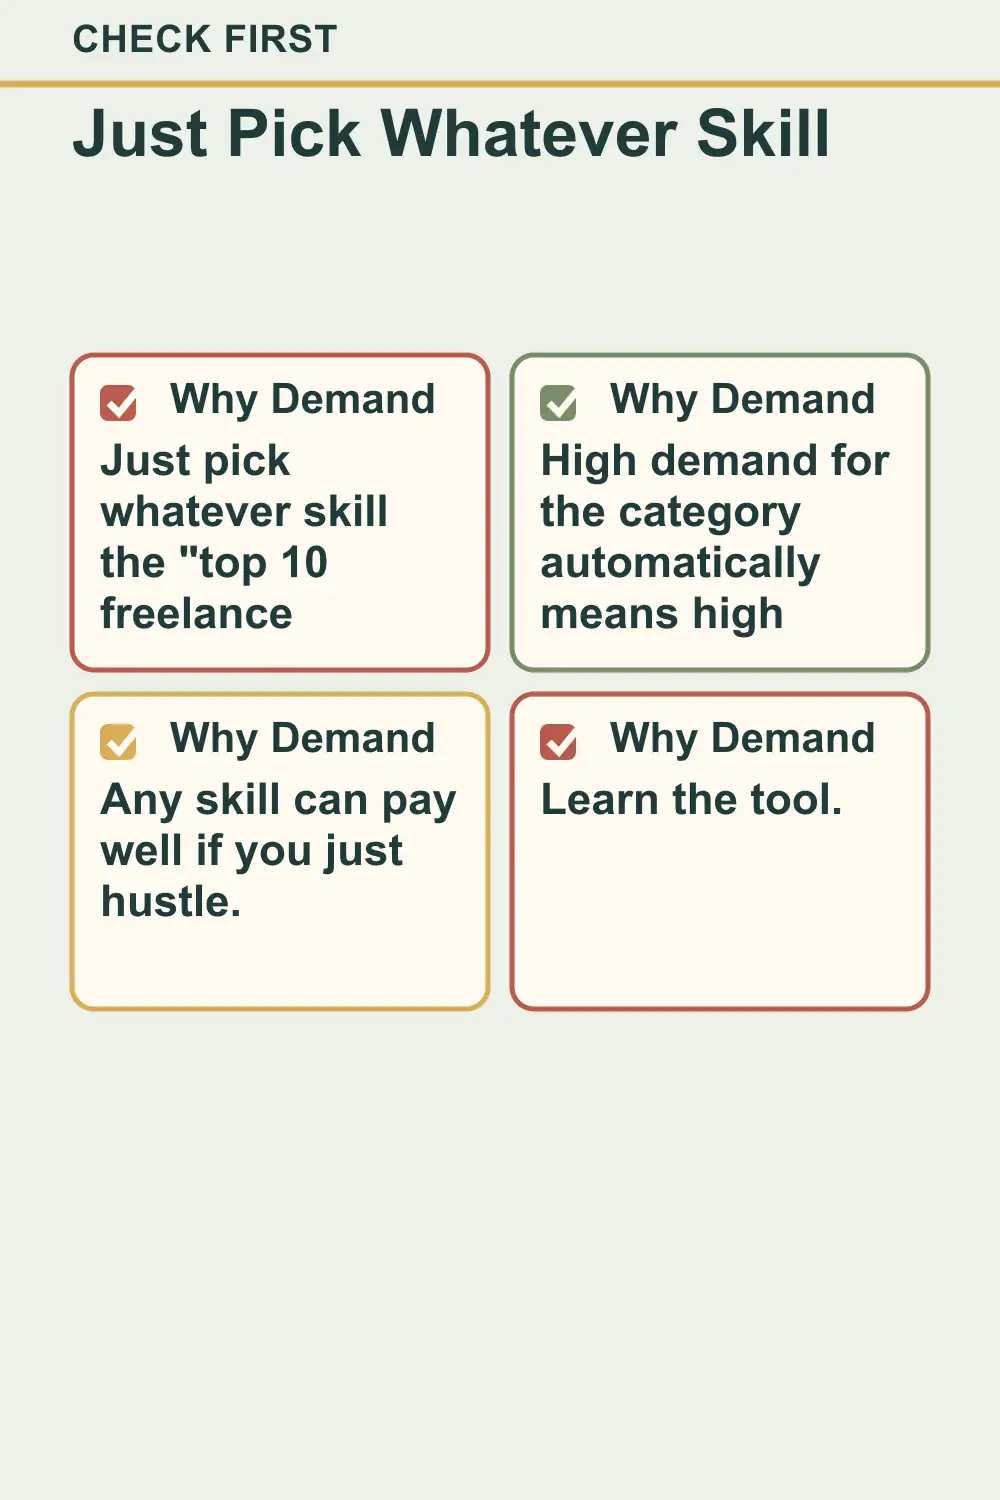 CHECK FIRST
Just Pick Whatever Skill
Why Demand
Just pick
whatever skill
the "top 10
freelance
Why Demand
High demand for
the category
automatically
means high
Why Demand
Any skill can pay
well if you just
hustle.
Why Demand
Learn the tool.